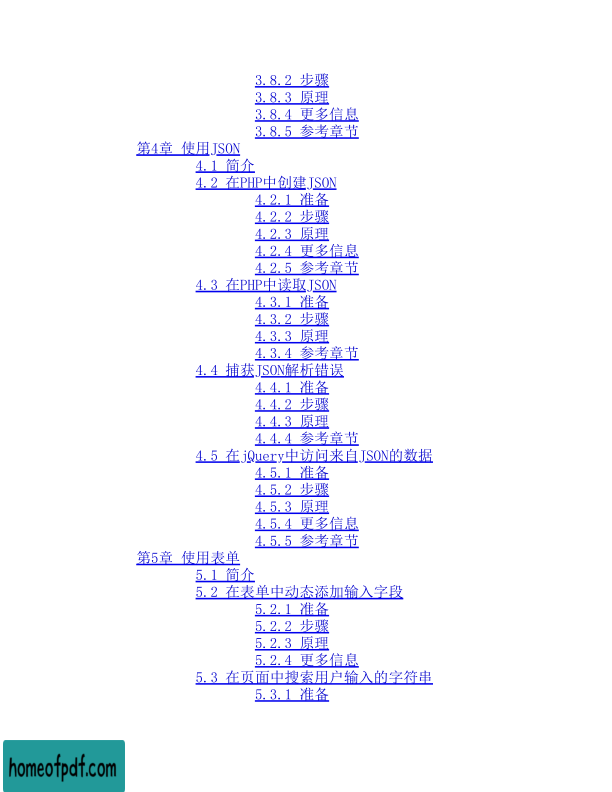 3.8.2 步骤
3.8.3 原理
3.8.4 更多信息
3.8.5 参考章节
第4章 使用JSON
4.1 简介
4.2 在PHP中创建JSON
4.2.1 准备
4.2.2 步骤
4.2.3 原理
4.2.4 更多信息
4.2.5 参考章节
4.3 在PHP中读取JSON
4.3.1 准备
4.3.2 步骤
4.3.3 原理
4.3.4 参考章节
4.4 捕获JSON解析错误
4.4.1 准备
4.4.2 步骤
4.4.3 原理
4.4.4 参考章节
4.5 在jQuery中访问来自JSON的数据
4.5.1 准备
4.5.2 步骤
4.5.3 原理
4.5.4 更多信息
4.5.5 参考章节
第5章 使用表单
5.1 简介
5.2 在表单中动态添加输入字段
5.2.1 准备
5.2.2 步骤
5.2.3 原理
5.2.4 更多信息
5.3 在页面中搜索用户输入的字符串
5.3.1 准备
homeofpdf.com